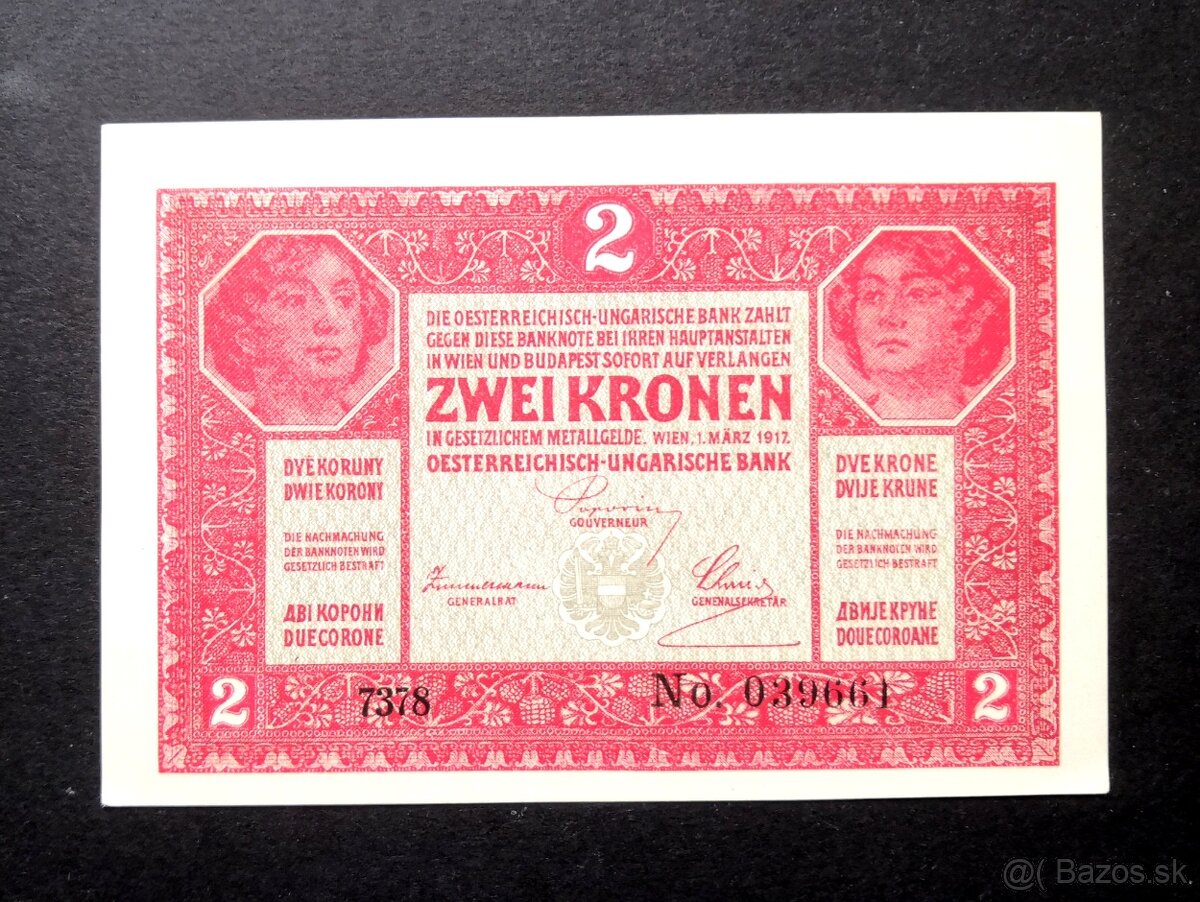 2
DIE OESTERREICHISCH-UNGARISCHE BANK ZAHLT
GEGEN DIESE BANKNOTE BEI IHREN HAUPTANSTALTEN
IN WIEN UND BUDAPEST SOFORT AUF VERLANGEN
ZWEI KRONEN
IN GESETZLICHEM METALLGELDE. WIEN, 1. MÄRZ 1917.
OESTERREICHISCH-UNGARISCHE BANK
DVĚ KORUNY
DWIE KORONY
DIE NACHMACHUNG
DER BANKNOTEN WIRD
GESETZLICH BESTRAFT
ДВІ КОРОНИ
DUE CORONE
Popovics
GOUVERNEUR
GENERALRAT
GENERALSEKRETÄR
DVE KRONE
DVIJE KRUNE
DIE NACHMACHUNG
DER BANKNOTEN WIRD
GESETZLICH BESTRAFT
ДВИЈЕ КРУНЕ
DOUE COROANE
2
7378
No. 039661
2
@( Bazos.sk